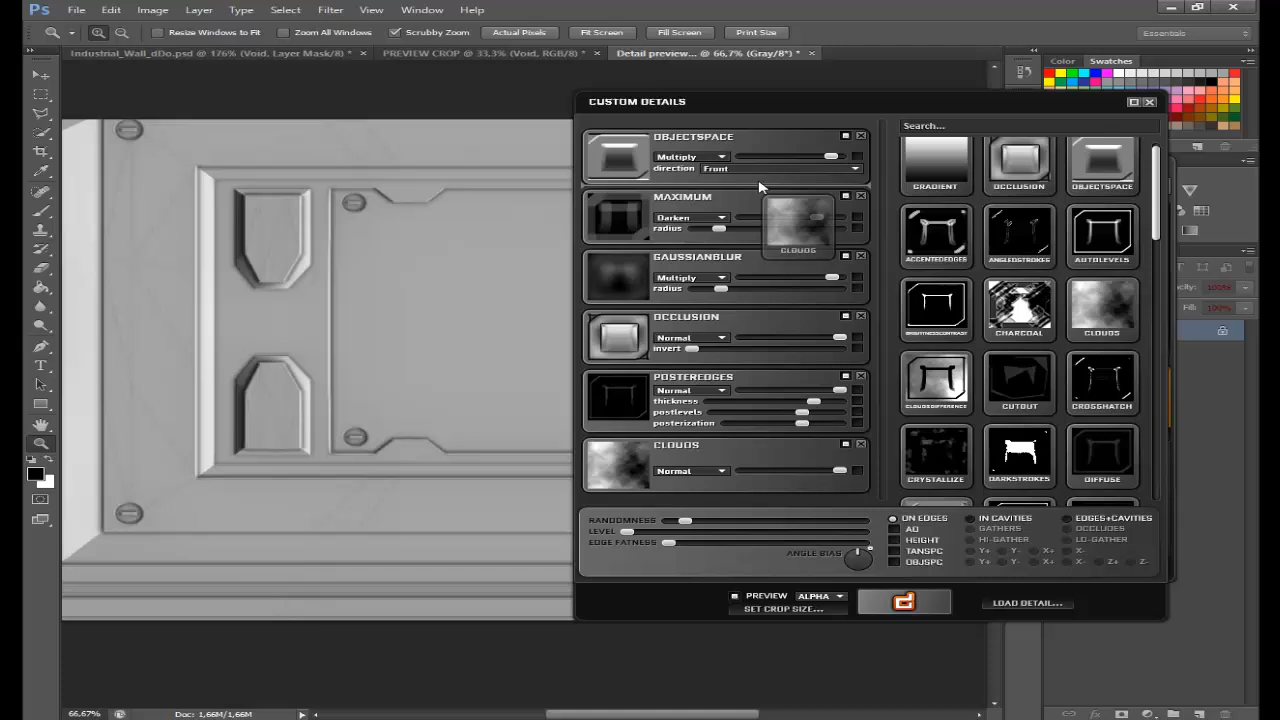 Ps File Edit Image Layer Type Select Filter View Window Help
Resize Windows to Fit Zoom All Windows Scrubby Zoom Actual Pixels Fit Screen Fill Screen Print Size Essentials
Industrial_Wall_dDo.psd @ 176% (Void, Layer Mask/8) * × PREVIEW CROP @ 33,3% (Void, RGB/8) * × Detail preview... @ 66,7% (Gray/8*) * ×
Color Swatches
CUSTOM DETAILS
Search...
OBJECTSPACE
Multiply
direction Front
MAXIMUM
Darken
radius
GAUSSIANBLUR
Multiply
radius
OCCLUSION
Normal
invert
POSTEREDGES
Normal
thickness
postlevels
posterization
CLOUDS
Normal
CLOUDS
GRADIENT OCCLUSION OBJECTSPACE
ACCENTEDEDGES ANGLEDSTROKES AUTOLEVELS
BRIGHTNESSCONTRAST CHARCOAL CLOUDS
CLOUDSDIFFERENCE CUTOUT CROSSHATCH
CRYSTALLIZE DARKSTROKES DIFFUSE
RANDOMNESS
LEVEL
EDGE FATNESS
ANGLE BIAS
ON EDGES IN CAVITIES EDGES+CAVITIES
AO GATHERS OCCLUDES
HEIGHT HI-GATHER LO-GATHER
TANSPC Y+ Y- X+ X-
OBJSPC Y+ Y- X+ X- Z+ Z-
PREVIEW ALPHA
SET CROP SIZE...
LOAD DETAIL...
Opacity: 100%
Fill: 100%
66,67% Doc: 1,66M/1,66M